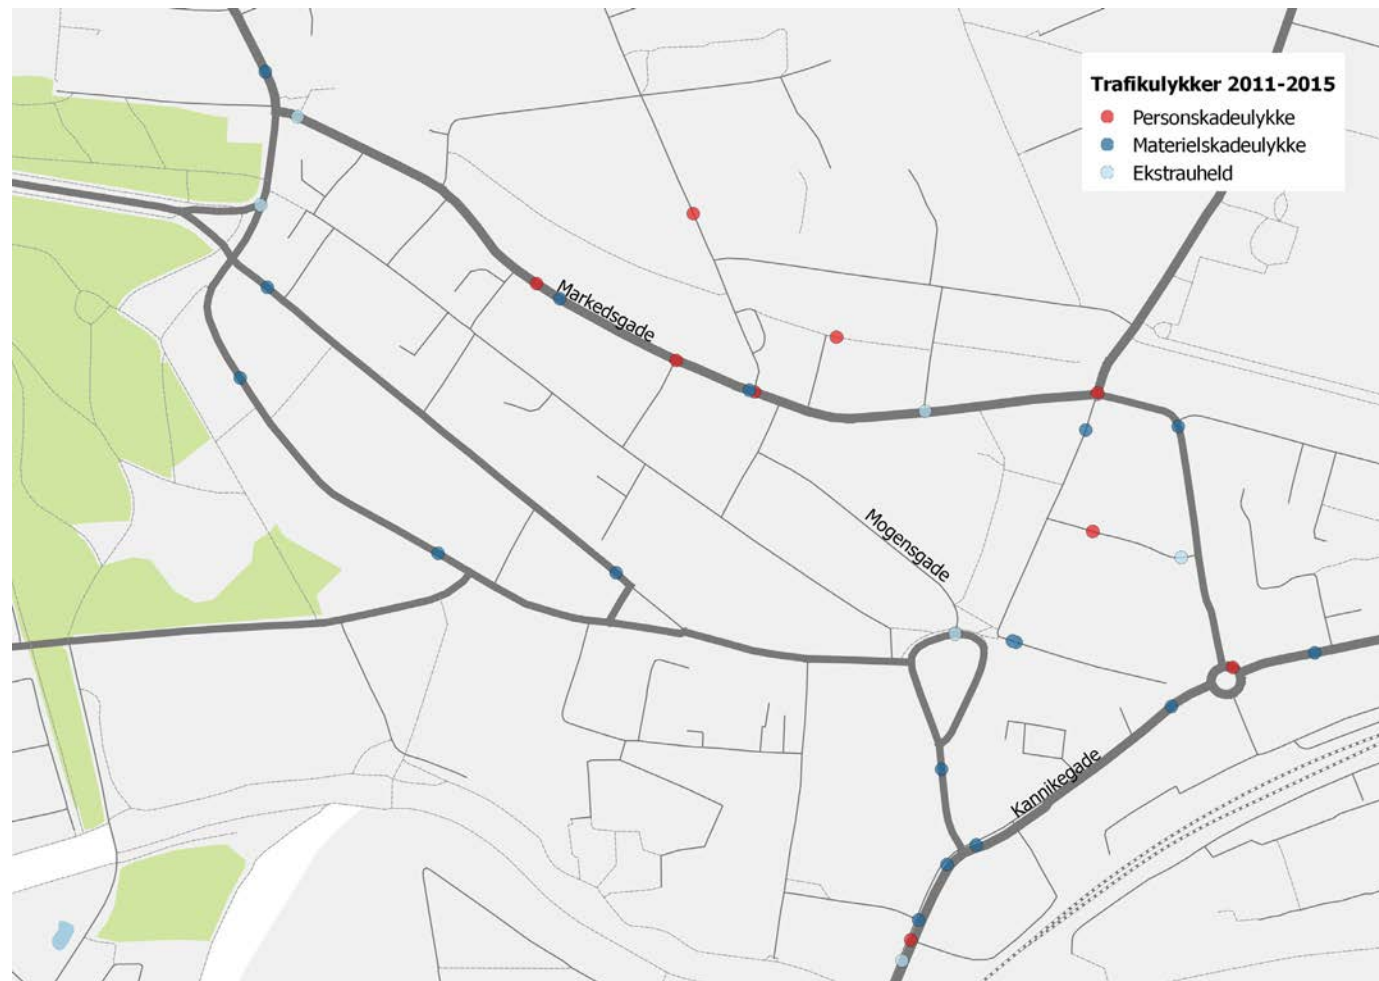 Trafikulykker 2011-2015
Personskadeulykke
Materielskadeulykke
Ekstrauheld
Markedsgade
Mogensgade
Kannikegade